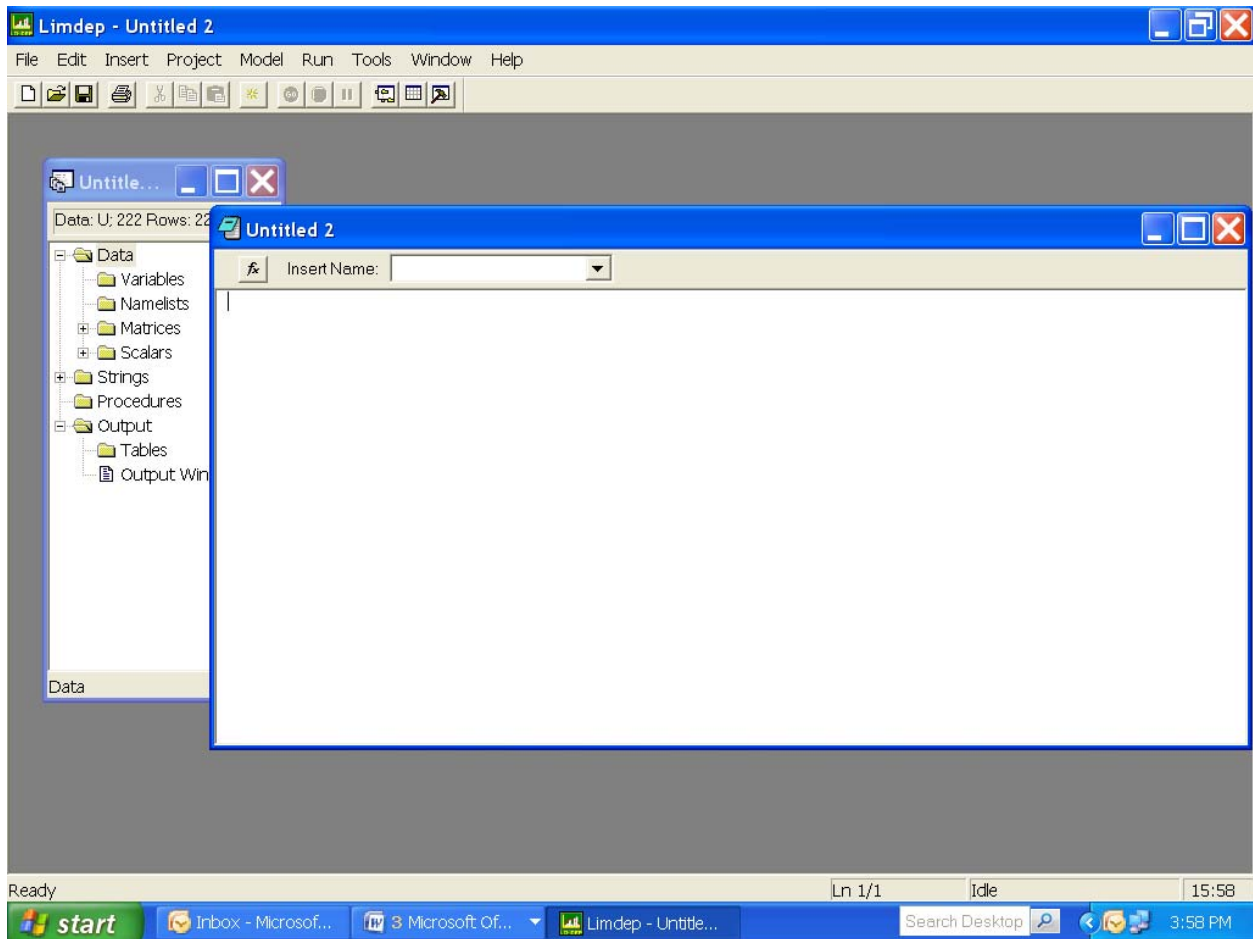 Limdep - Untitled 2
File Edit Insert Project Model Run Tools Window Help
Untitle...
Data: U; 222 Rows: 22
Untitled 2
Insert Name:
Data
Variables
Namelists
Matrices
Scalars
Strings
Procedures
Output
Tables
Output Win
Data
Ready Ln 1/1 Idle 15:58
start Inbox - Microsof... 3 Microsoft Of... Limdep - Untitle... Search Desktop 3:58 PM